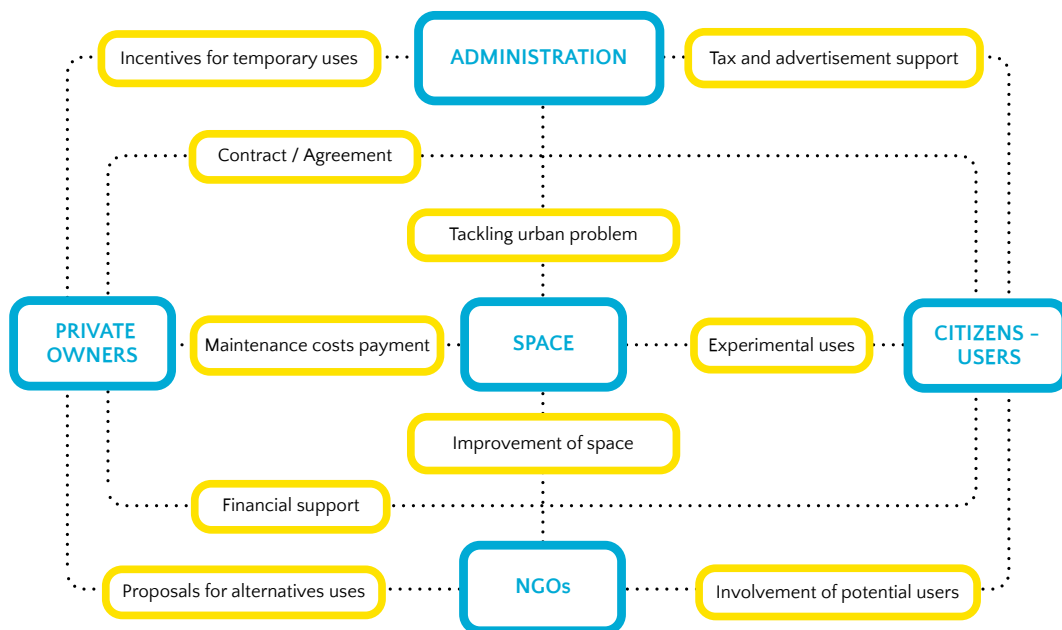 Incentives for temporary uses
ADMINISTRATION
Tax and advertisement support
Contract / Agreement
Tackling urban problem
PRIVATE
OWNERS
Maintenance costs payment
SPACE
Experimental uses
CITIZENS -
USERS
Improvement of space
Financial support
Proposals for alternatives uses
NGOs
Involvement of potential users